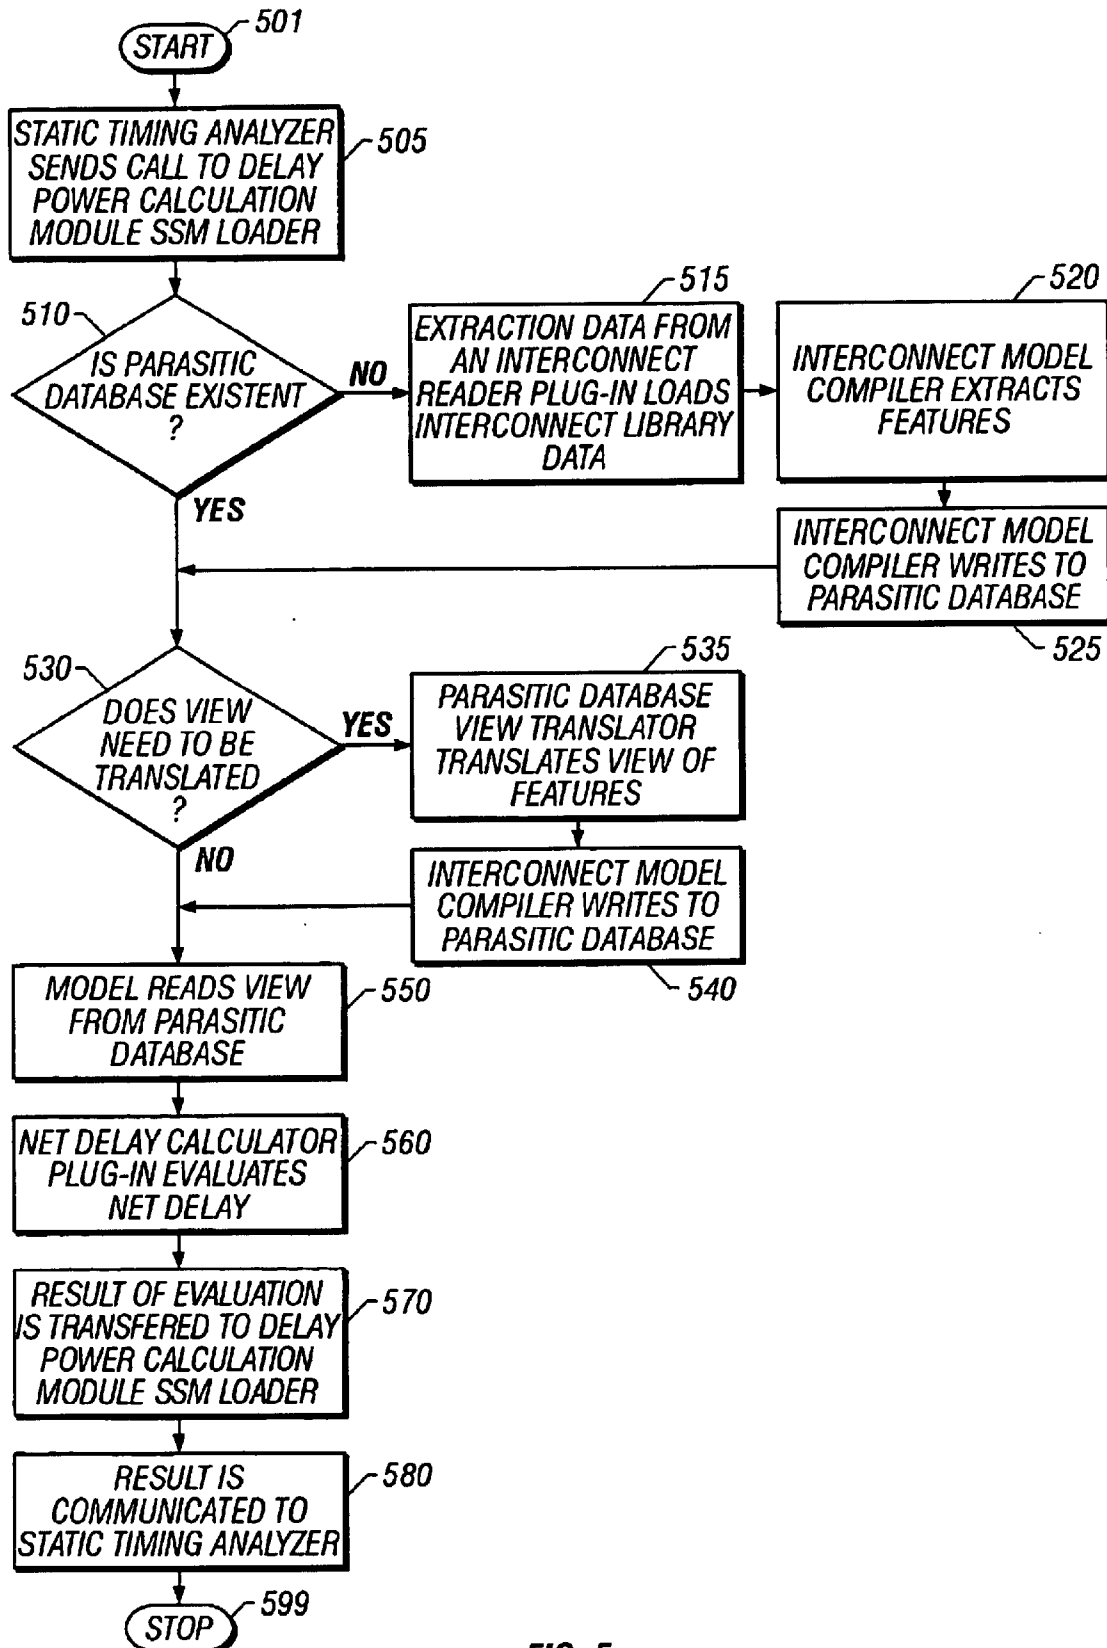 START
501
STATIC TIMING ANALYZER
SENDS CALL TO DELAY
POWER CALCULATION
MODULE SSM LOADER
505
510
IS PARASITIC
DATABASE EXISTENT
?
NO
YES
515
EXTRACTION DATA FROM
AN INTERCONNECT
READER PLUG-IN LOADS
INTERCONNECT LIBRARY
DATA
520
INTERCONNECT MODEL
COMPILER EXTRACTS
FEATURES
INTERCONNECT MODEL
COMPILER WRITES TO
PARASITIC DATABASE
525
530
DOES VIEW
NEED TO BE
TRANSLATED
?
YES
NO
535
PARASITIC DATABASE
VIEW TRANSLATOR
TRANSLATES VIEW OF
FEATURES
INTERCONNECT MODEL
COMPILER WRITES TO
PARASITIC DATABASE
540
MODEL READS VIEW
FROM PARASITIC
DATABASE
550
NET DELAY CALCULATOR
PLUG-IN EVALUATES
NET DELAY
560
RESULT OF EVALUATION
IS TRANSFERED TO DELAY
POWER CALCULATION
MODULE SSM LOADER
570
RESULT IS
COMMUNICATED TO
STATIC TIMING ANALYZER
580
STOP
599